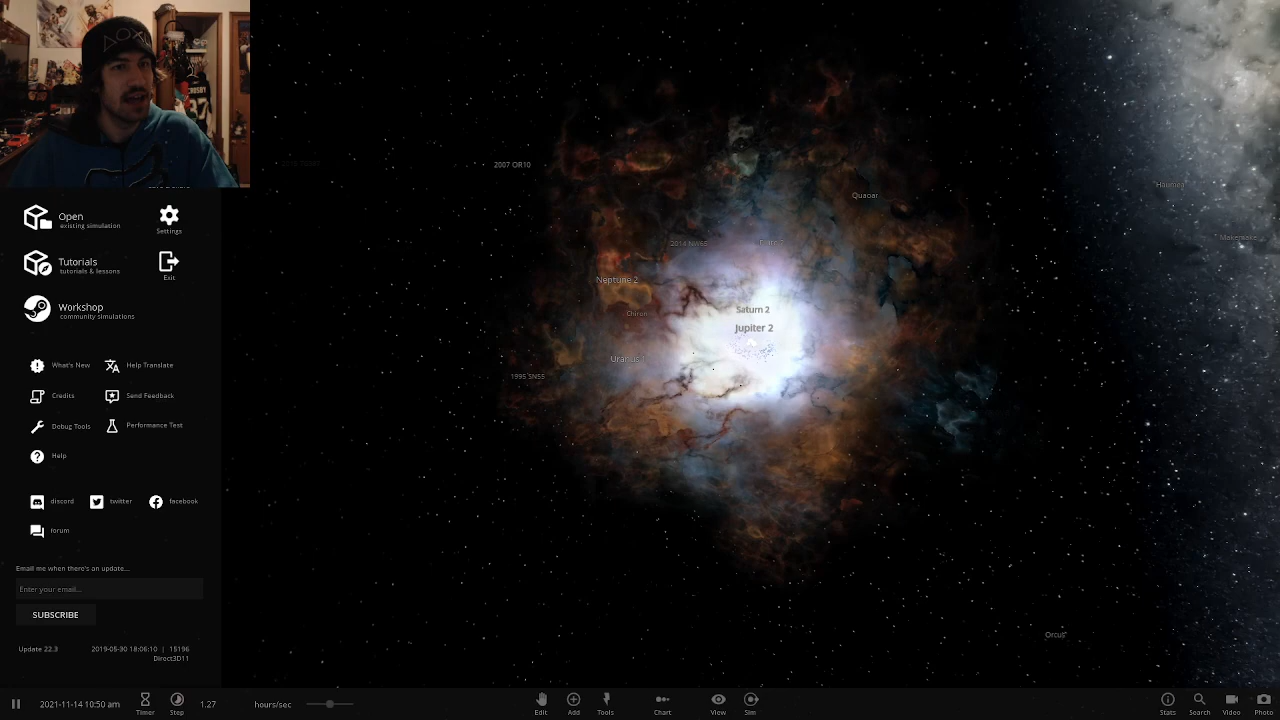 CROSBY
2007 OR10
Quaoar
Haumea
Makemake
2014 NW65
Neptune 2
Chiron
Saturn 2
Jupiter 2
Uranus
1995 SN55
Orcus
Open
existing simulation
Settings
Tutorials
tutorials & lessons
Exit
Workshop
community simulations
What's New
Help Translate
Credits
Send Feedback
Debug Tools
Performance Test
Help
discord
twitter
facebook
forum
Email me when there's an update...
Enter your email...
SUBSCRIBE
Update 22.3
2019-05-30 18:06:10 | 15196
Direct3D11
2021-11-14 10:50 am
Timer
Step
1.27
hours/sec
Edit
Add
Tools
Chart
View
Sim
Stats
Search
Video
Photo